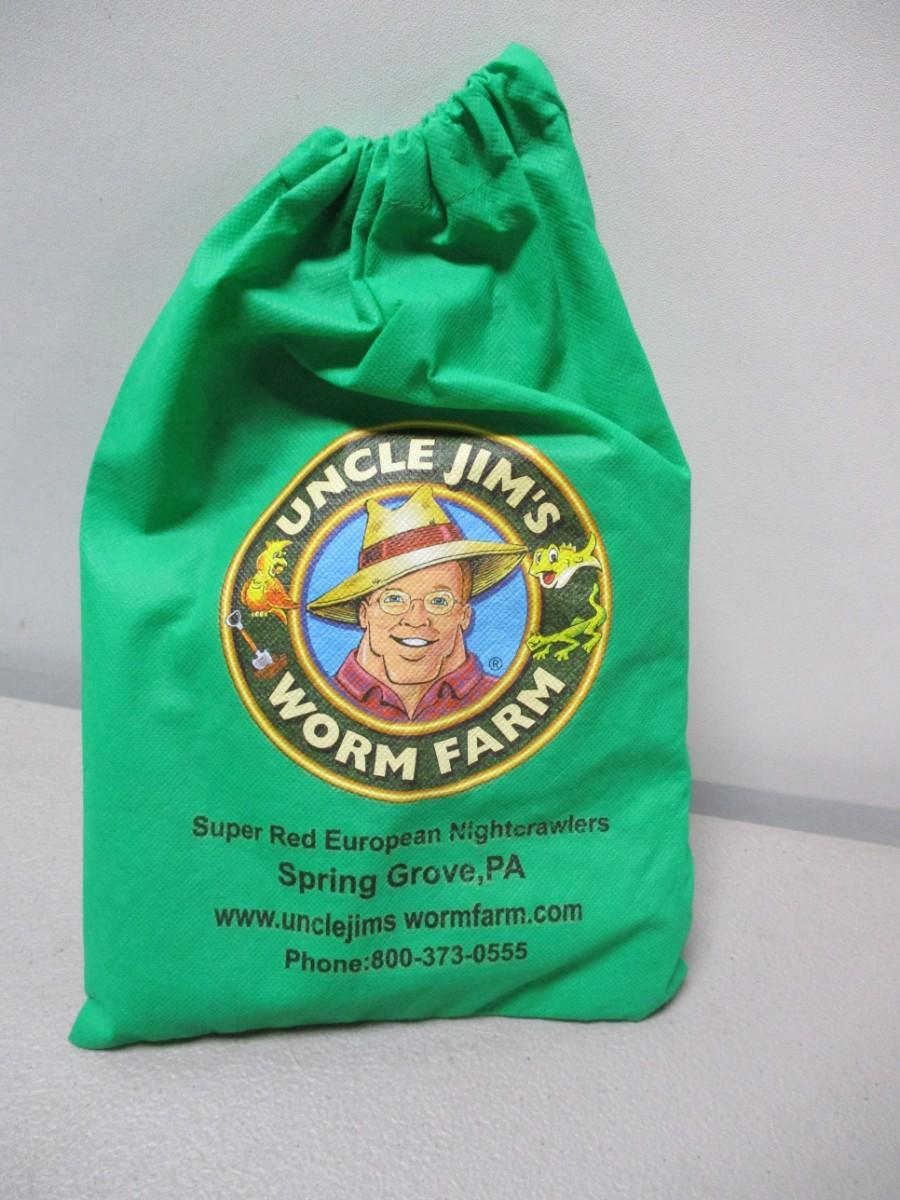 UNCLE JIM'S
®
WORM FARM
Super Red European Nightcrawlers
Spring Grove,PA
www.unclejims wormfarm.com
Phone:800-373-0555